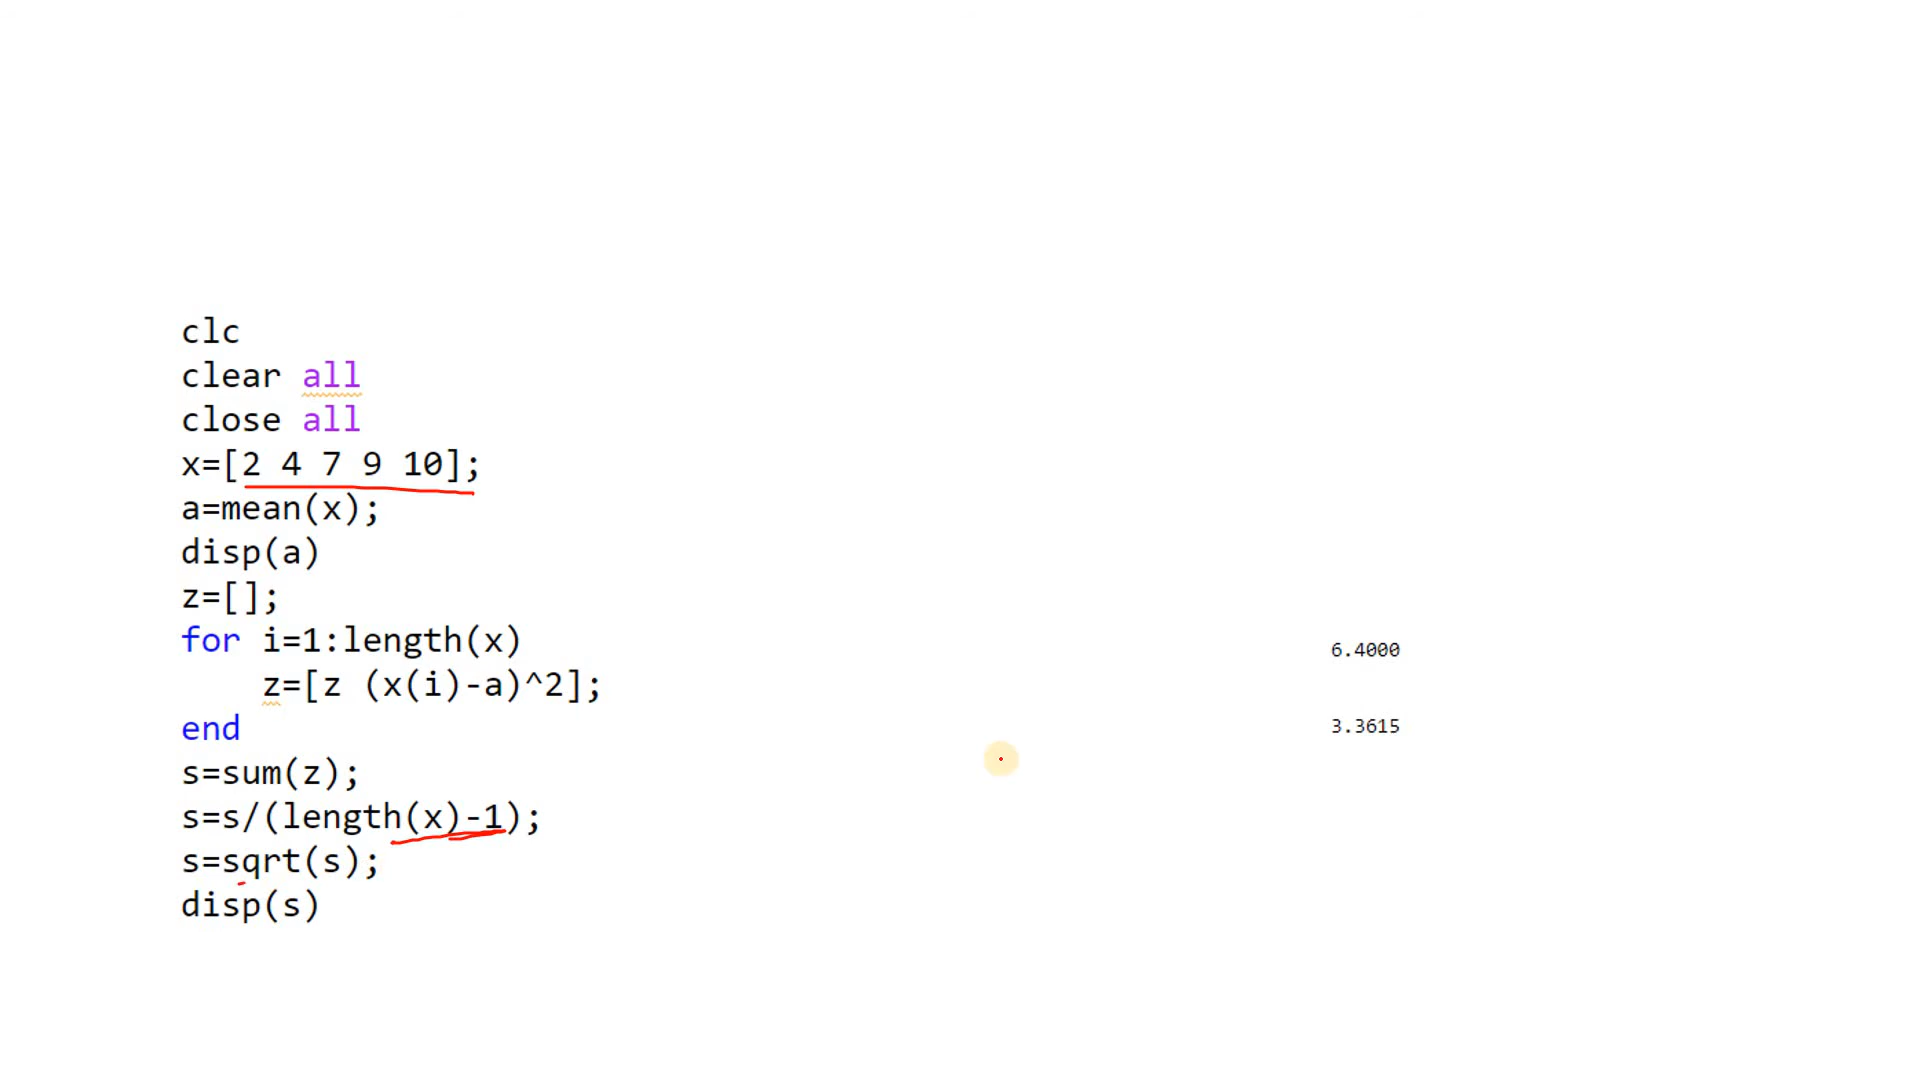 clc
clear all
close all
x=[2 4 7 9 10];
a=mean(x);
disp(a)
z=[];
for i=1:length(x)
    z=[z (x(i)-a)^2];
end
s=sum(z);
s=s/(length(x)-1);
s=sqrt(s);
disp(s)
6.4000
3.3615